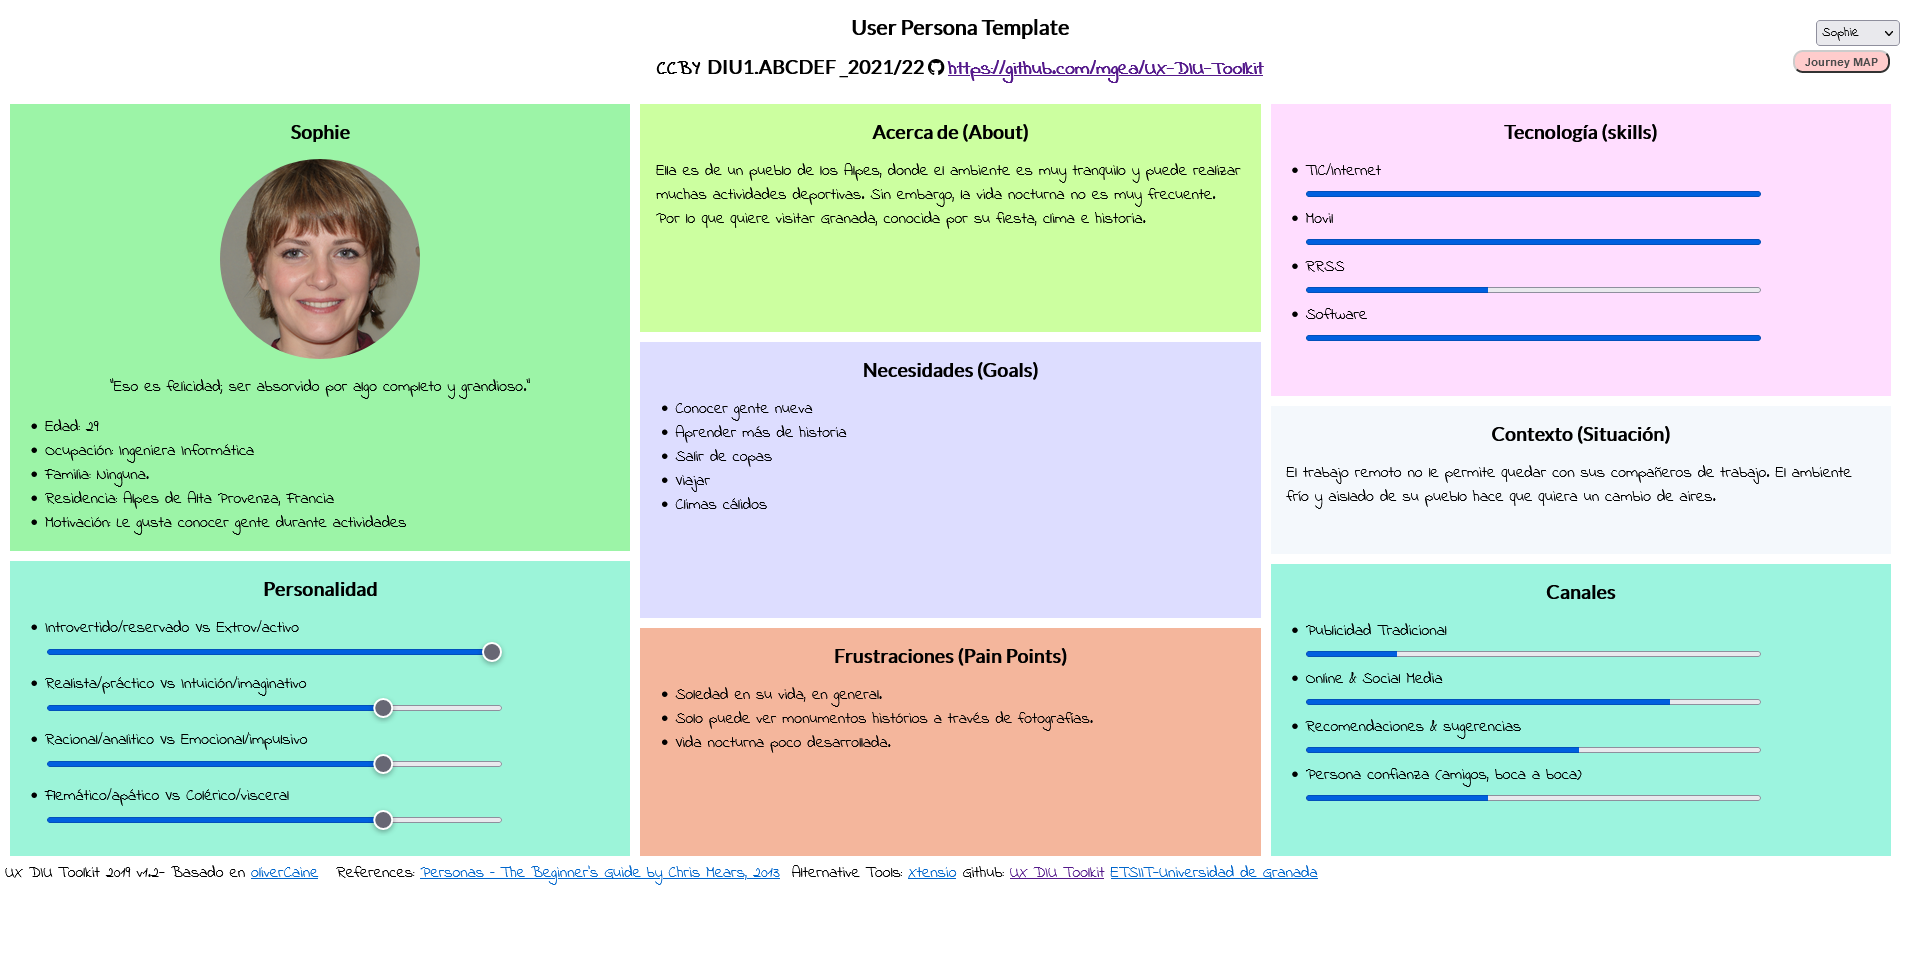 User Persona Template
Sophie
CCBY DIU1.ABCDEF _2021/22 https://github.com/mgea/UX-DIU-Toolkit
Journey MAP
Sophie
"Eso es felicidad; ser absorvido por algo completo y grandioso."
• Edad: 29
• Ocupación: Ingeniera Informática
• Familia: Ninguna.
• Residencia: Alpes de Alta Provenza, Francia
• Motivación: Le gusta conocer gente durante actividades
Personalidad
• Introvertido/reservado Vs Extrov/activo
• Realista/práctico Vs Intuición/imaginativo
• Racional/analitico Vs Emocional/impulsivo
• Flemático/apático Vs Colérico/visceral
Acerca de (About)
Ella es de un pueblo de los Alpes, donde el ambiente es muy tranquilo y puede realizar
muchas actividades deportivas. Sin embargo, la vida nocturna no es muy frecuente.
Por lo que quiere visitar Granada, conocida por su fiesta, clima e historia.
Necesidades (Goals)
• Conocer gente nueva
• Aprender más de historia
• Salir de copas
• Viajar
• Climas cálidos
Frustraciones (Pain Points)
• Soledad en su vida, en general.
• Solo puede ver monumentos histórios a través de fotografías.
• Vida nocturna poco desarrollada.
Tecnología (skills)
• TIC/Internet
• Movil
• RRSS
• Software
Contexto (Situación)
El trabajo remoto no le permite quedar con sus compañeros de trabajo. El ambiente
frío y aislado de su pueblo hace que quiera un cambio de aires.
Canales
• Publicidad Tradicional
• Online & Social Media
• Recomendaciones & sugerencias
• Persona confianza (amigos, boca a boca)
UX DIU Toolkit 2019 v1.2- Basado en oliverCaine References: Personas - The Beginner's Guide by Chris Mears, 2013 Alternative Tools: Xtensio Github: UX DIU Toolkit ETSIIT-Universidad de Granada